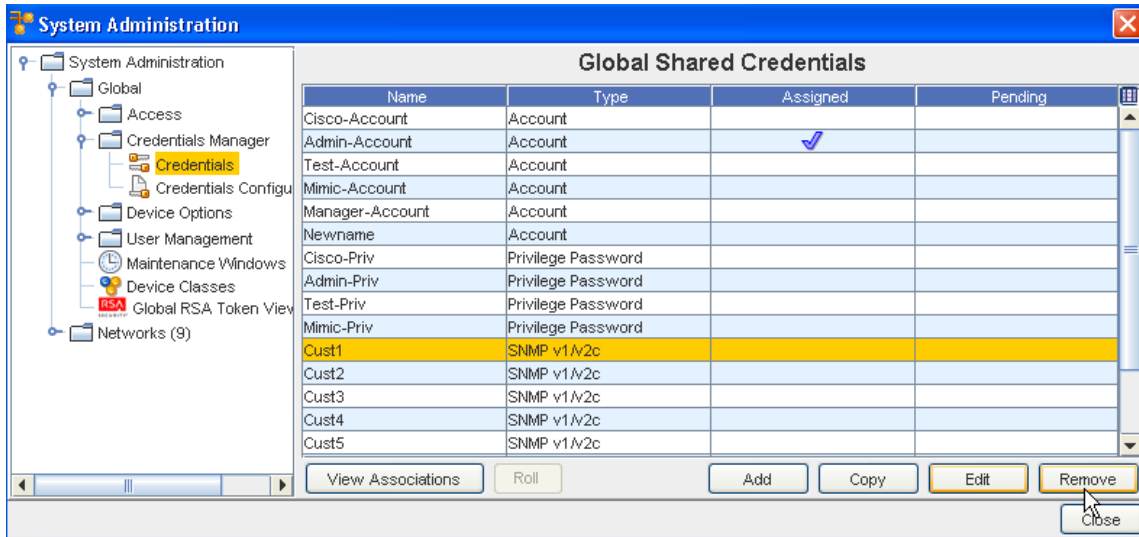 System Administration
System Administration
Global
Access
Credentials Manager
Credentials
Credentials Configu
Device Options
User Management
Maintenance Windows
Device Classes
RSA SECURITY Global RSA Token View
Networks (9)
Global Shared Credentials
Name Type Assigned Pending
Cisco-Account Account
Admin-Account Account
Test-Account Account
Mimic-Account Account
Manager-Account Account
Newname Account
Cisco-Priv Privilege Password
Admin-Priv Privilege Password
Test-Priv Privilege Password
Mimic-Priv Privilege Password
Cust1 SNMP v1/v2c
Cust2 SNMP v1/v2c
Cust3 SNMP v1/v2c
Cust4 SNMP v1/v2c
Cust5 SNMP v1/v2c
View Associations Roll Add Copy Edit Remove
Close